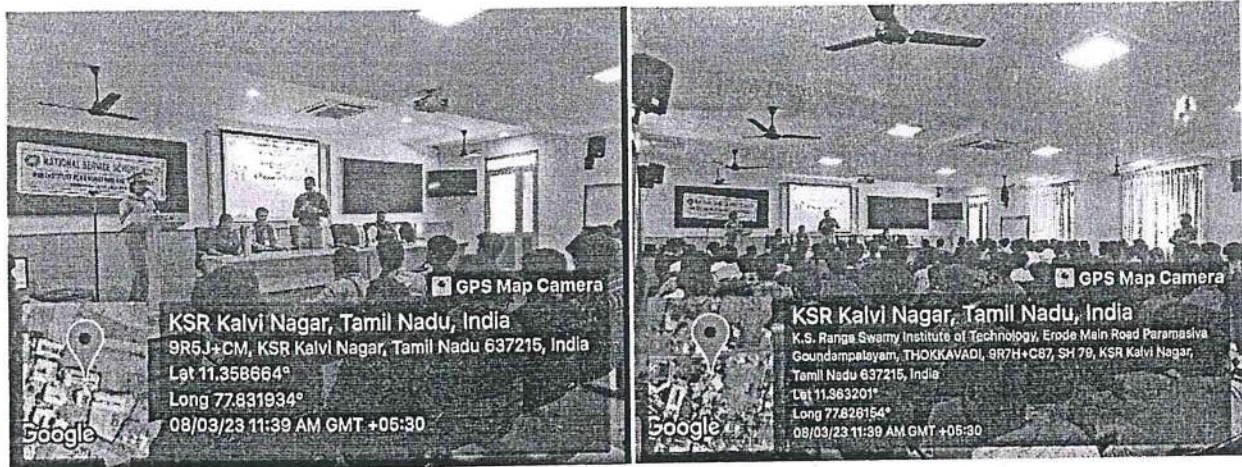 NATIONAL SERVICE SCHEME
GPS Map Camera
KSR Kalvi Nagar, Tamil Nadu, India
9R5J+CM, KSR Kalvi Nagar, Tamil Nadu 637215, India
Lat 11.358664°
Long 77.831934°
08/03/23 11:39 AM GMT +05:30
Google
GPS Map Camera
KSR Kalvi Nagar, Tamil Nadu, India
K.S. Ranga Swamy Institute of Technology, Erode Main Road Paramasiva
Goundampalayam, THOKKAVADI, 9R7H+C87, SH 79, KSR Kalvi Nagar,
Tamil Nadu 637215, India
Lat 11.363201°
Long 77.826154°
08/03/23 11:39 AM GMT +05:30
Google